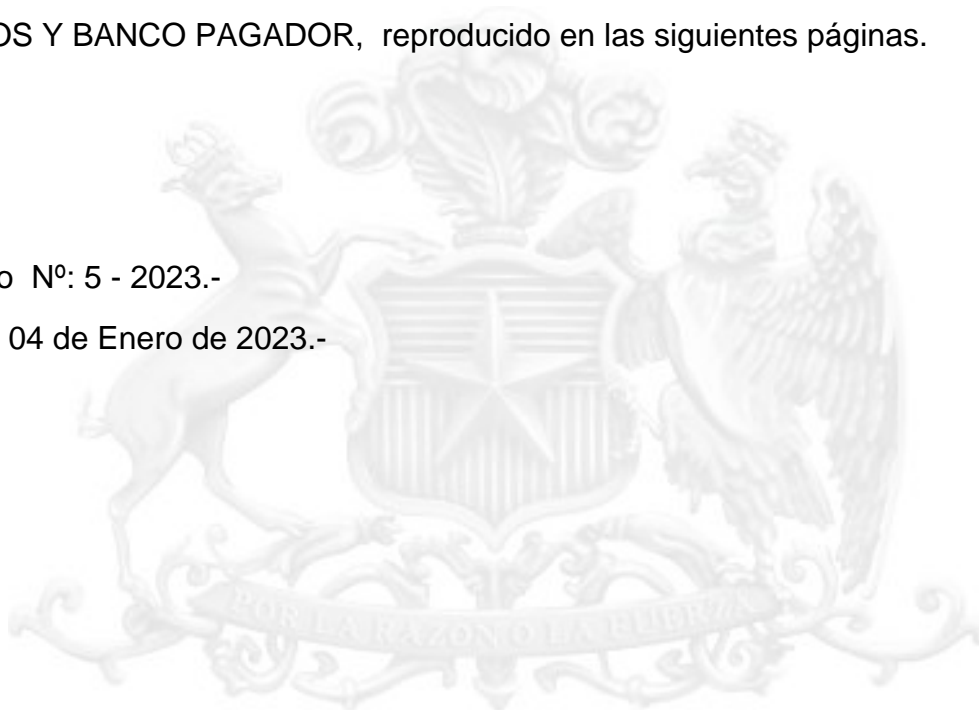 OS Y BANCO PAGADOR, reproducido en las siguientes páginas.
o Nº: 5 - 2023.-
04 de Enero de 2023.-
POR LA RAZON O LA FUERZA